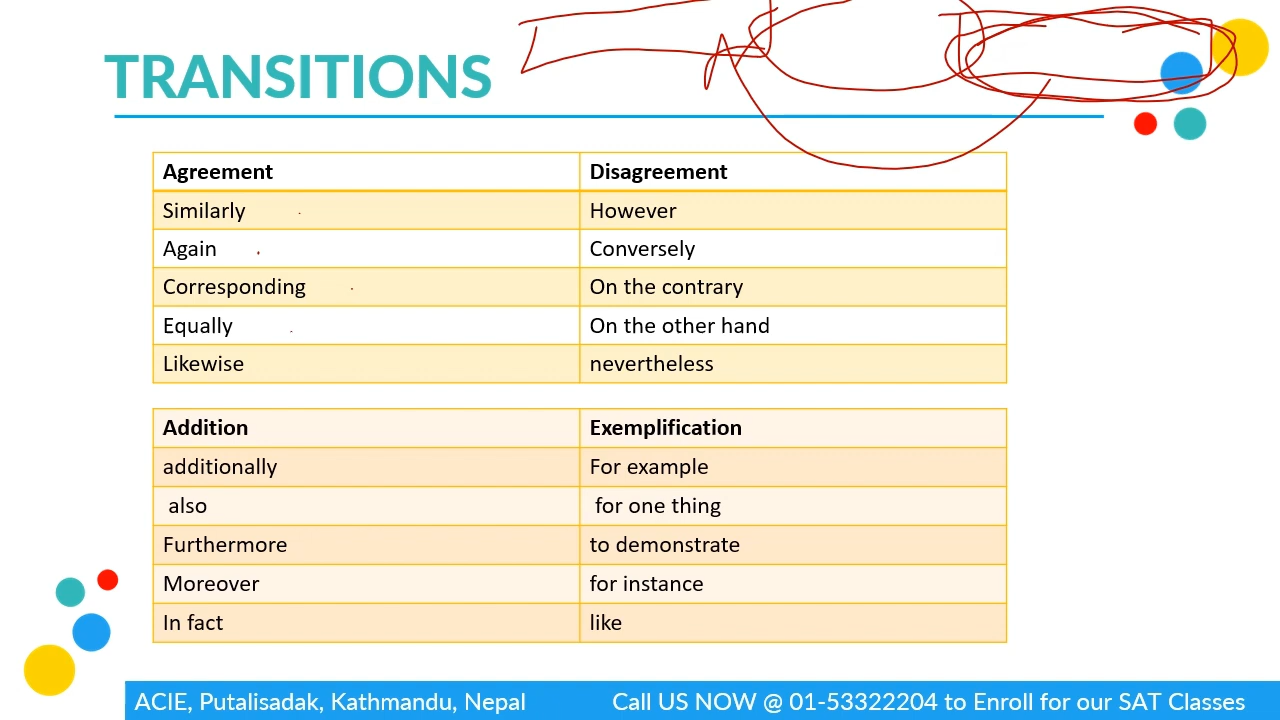 TRANSITIONS
Agreement Disagreement
Similarly However
Again Conversely
Corresponding On the contrary
Equally On the other hand
Likewise nevertheless
Addition Exemplification
additionally For example
also for one thing
Furthermore to demonstrate
Moreover for instance
In fact like
ACIE, Putalisadak, Kathmandu, Nepal Call US NOW @ 01-53322204 to Enroll for our SAT Classes